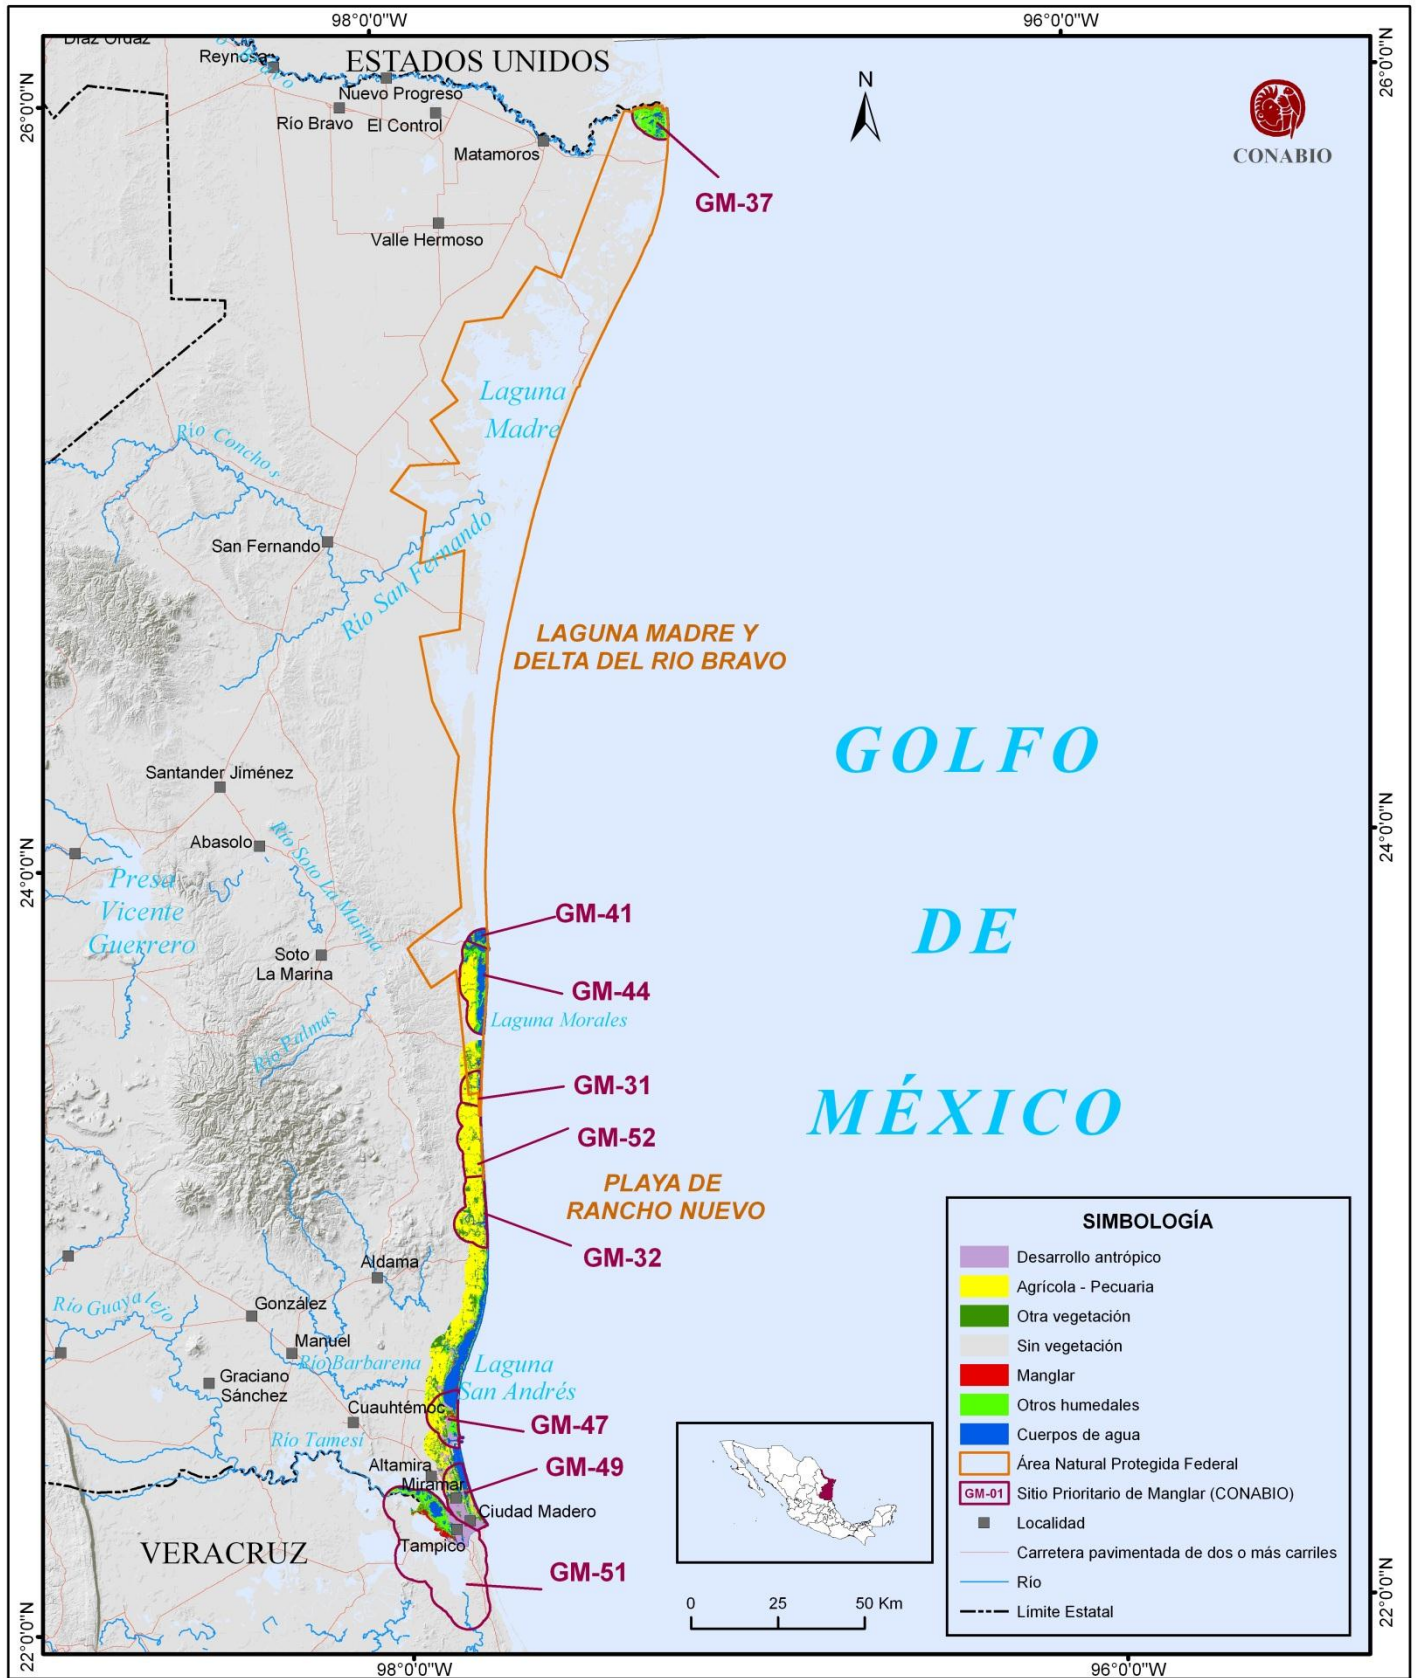 98°0'0"W
96°0'0"W
Díaz Ordaz
Reynosa
o Bravo
ESTADOS UNIDOS
Nuevo Progreso
Río Bravo
El Control
Matamoros
N
CONABIO
26°0'0"N
26°0'0"N
GM-37
Valle Hermoso
Laguna
Madre
Río Conchos
San Fernando
Río San Fernando
LAGUNA MADRE Y
DELTA DEL RIO BRAVO
GOLFO
DE
MÉXICO
Santander Jiménez
Abasolo
Río Soto La Marina
24°0'0"N
24°0'0"N
Presa
Vicente
Guerrero
Soto
La Marina
GM-41
GM-44
Laguna Morales
Río Palmas
GM-31
GM-52
PLAYA DE
RANCHO NUEVO
GM-32
Aldama
Río Guayalejo
González
Manuel
Río Barbarena
Graciano
Sánchez
Laguna
San Andrés
Cuauhtémoc
GM-47
Río Tamesí
Altamira
Miramar
GM-49
Ciudad Madero
Tampico
VERACRUZ
GM-51
SIMBOLOGÍA
Desarrollo antrópico
Agrícola - Pecuaria
Otra vegetación
Sin vegetación
Manglar
Otros humedales
Cuerpos de agua
Área Natural Protegida Federal
GM-01 Sitio Prioritario de Manglar (CONABIO)
Localidad
Carretera pavimentada de dos o más carriles
Río
Límite Estatal
0 25 50 Km
22°0'0"N
22°0'0"N
98°0'0"W
96°0'0"W